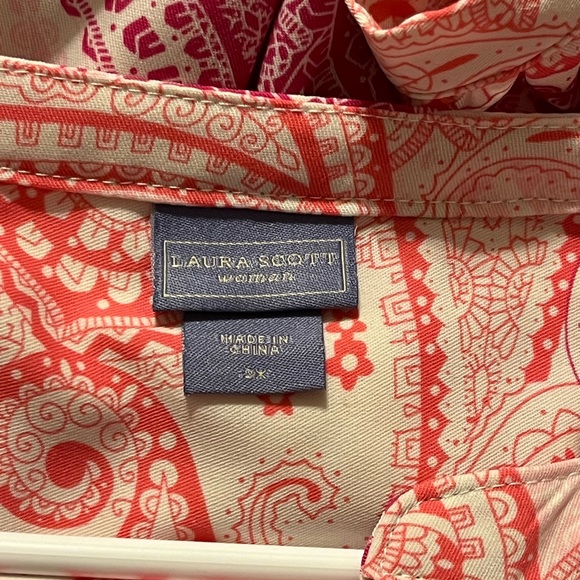 LAURA SCOTT
woman.
MADE IN
CHINA
2X